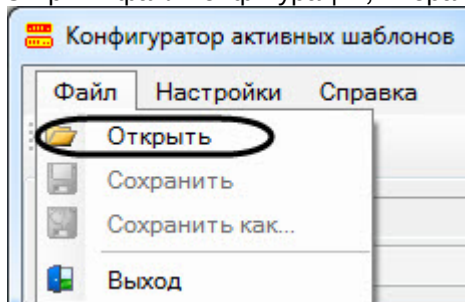 Конфигуратор активных шаблонов
Файл Настройки Справка
Открыть
Сохранить
Сохранить как...
Выход